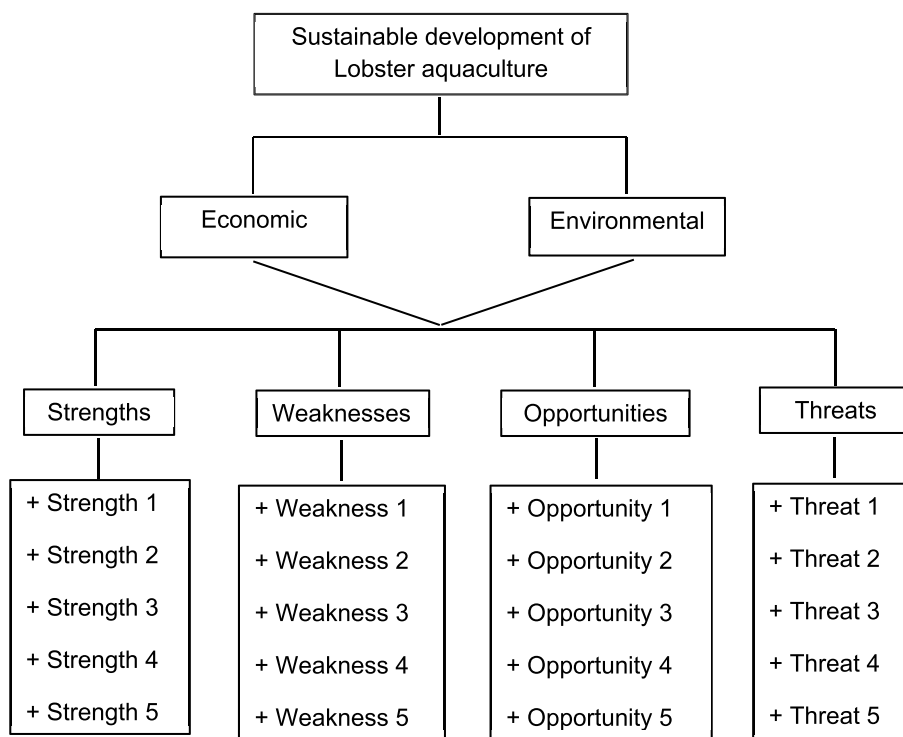 Sustainable development of
Lobster aquaculture
Economic
Environmental
Strengths
Weaknesses
Opportunities
Threats
+ Strength 1
+ Strength 2
+ Strength 3
+ Strength 4
+ Strength 5
+ Weakness 1
+ Weakness 2
+ Weakness 3
+ Weakness 4
+ Weakness 5
+ Opportunity 1
+ Opportunity 2
+ Opportunity 3
+ Opportunity 4
+ Opportunity 5
+ Threat 1
+ Threat 2
+ Threat 3
+ Threat 4
+ Threat 5